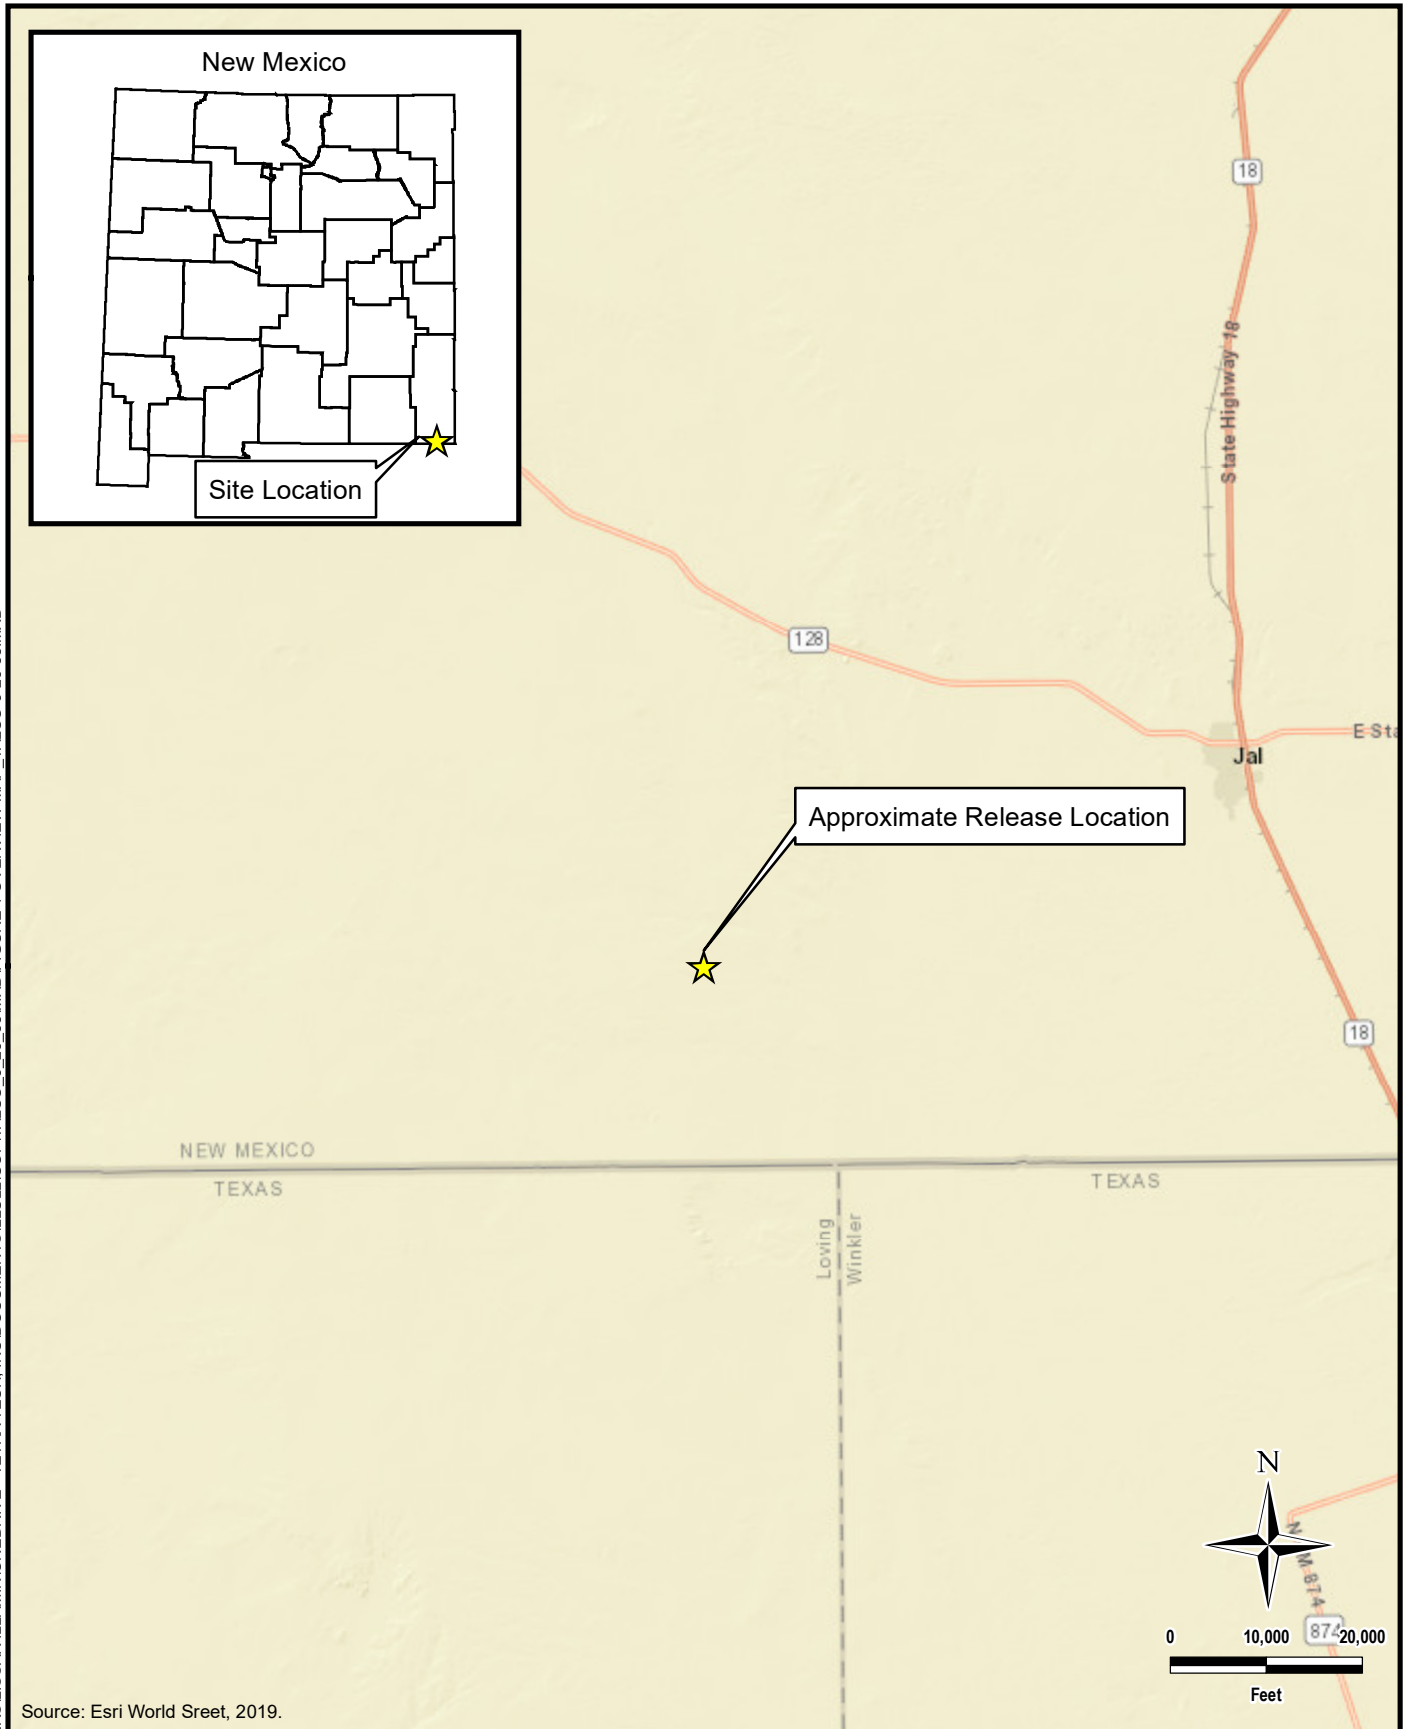 New Mexico
Site Location
18
State Highway 18
128
E Sta
Jal
Approximate Release Location
18
NEW MEXICO
TEXAS
TEXAS
Loving
Winkler
N
N
M 874
874
0
10,000
20,000
Feet
Source: Esri World Sreet, 2019.